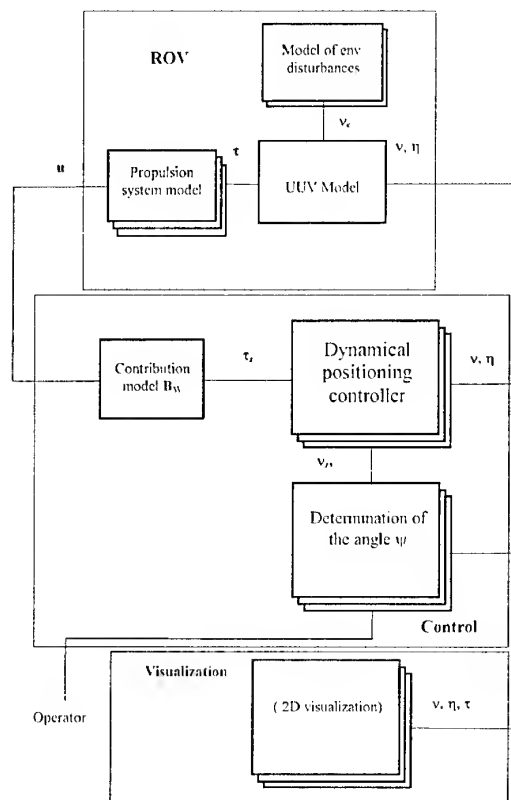 ROV
Model of env
disturbances
ν, η
τ
u
Propulsion
system model
UUV Model
Contribution
model B
Dynamical
positioning
controller
ν, η
Determination of
the angle ψ
Control
Visualization
( 2D visualization)
ν, η, τ
Operator